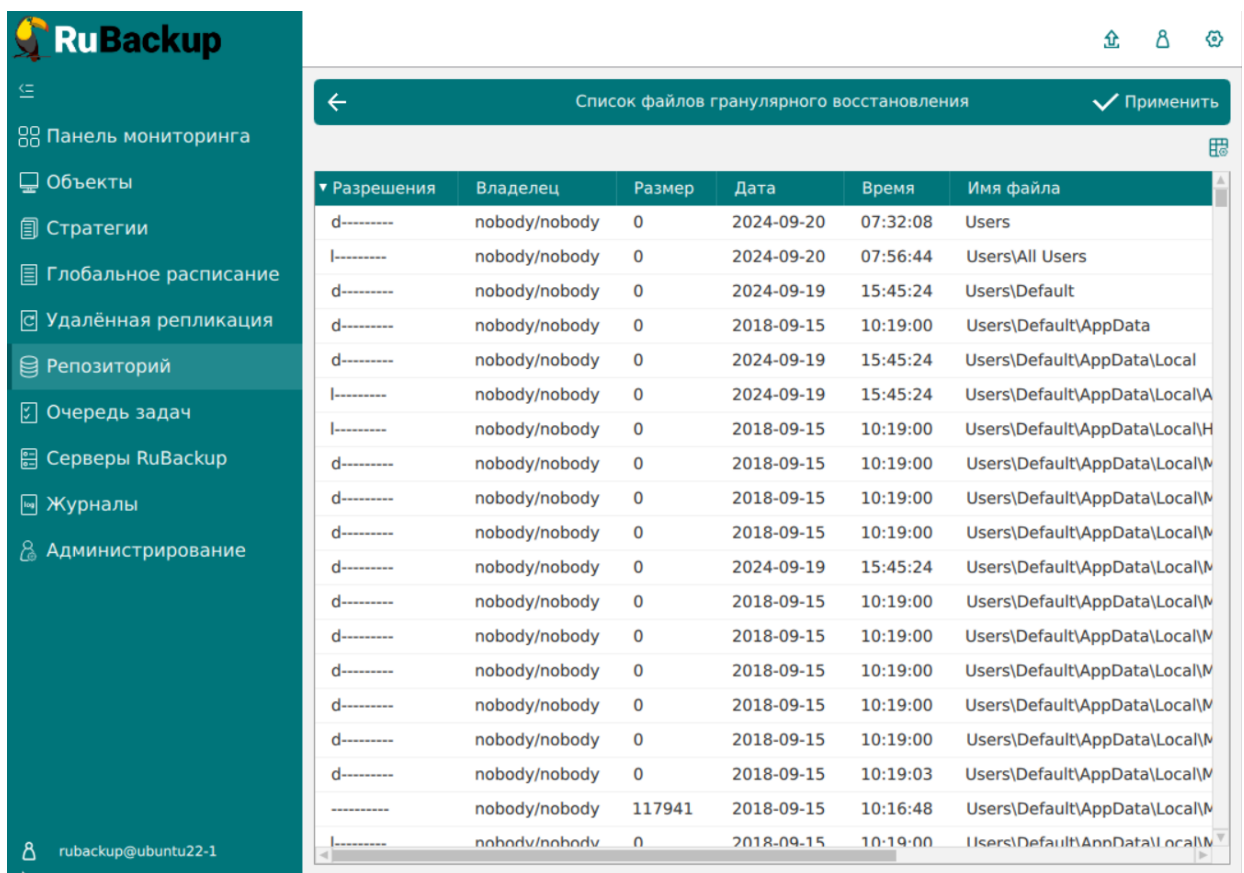 RuBackup
Панель мониторинга
Объекты
Стратегии
Глобальное расписание
Удалённая репликация
Репозиторий
Очередь задач
Серверы RuBackup
Журналы
Администрирование
rubackup@ubuntu22-1
Список файлов гранулярного восстановления Применить
Разрешения Владелец Размер Дата Время Имя файла
d--------- nobody/nobody 0 2024-09-20 07:32:08 Users
l--------- nobody/nobody 0 2024-09-20 07:56:44 Users\All Users
d--------- nobody/nobody 0 2024-09-19 15:45:24 Users\Default
d--------- nobody/nobody 0 2018-09-15 10:19:00 Users\Default\AppData
d--------- nobody/nobody 0 2024-09-19 15:45:24 Users\Default\AppData\Local
l--------- nobody/nobody 0 2024-09-19 15:45:24 Users\Default\AppData\Local\A
l--------- nobody/nobody 0 2018-09-15 10:19:00 Users\Default\AppData\Local\H
d--------- nobody/nobody 0 2018-09-15 10:19:00 Users\Default\AppData\Local\M
d--------- nobody/nobody 0 2018-09-15 10:19:00 Users\Default\AppData\Local\M
d--------- nobody/nobody 0 2018-09-15 10:19:00 Users\Default\AppData\Local\M
d--------- nobody/nobody 0 2024-09-19 15:45:24 Users\Default\AppData\Local\M
d--------- nobody/nobody 0 2018-09-15 10:19:00 Users\Default\AppData\Local\M
d--------- nobody/nobody 0 2018-09-15 10:19:00 Users\Default\AppData\Local\M
d--------- nobody/nobody 0 2018-09-15 10:19:00 Users\Default\AppData\Local\M
d--------- nobody/nobody 0 2018-09-15 10:19:00 Users\Default\AppData\Local\M
d--------- nobody/nobody 0 2018-09-15 10:19:00 Users\Default\AppData\Local\M
d--------- nobody/nobody 0 2018-09-15 10:19:03 Users\Default\AppData\Local\M
---------- nobody/nobody 117941 2018-09-15 10:16:48 Users\Default\AppData\Local\M
l--------- nobody/nobody 0 2018-09-15 10:19:00 Users\Default\AppData\Local\M